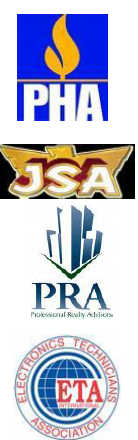 PHA
JSA
PRA
Professional Realty Advisors
ELECTRONICS TECHNICIANS
ETA
INTERNATIONAL
ASSOCIATION